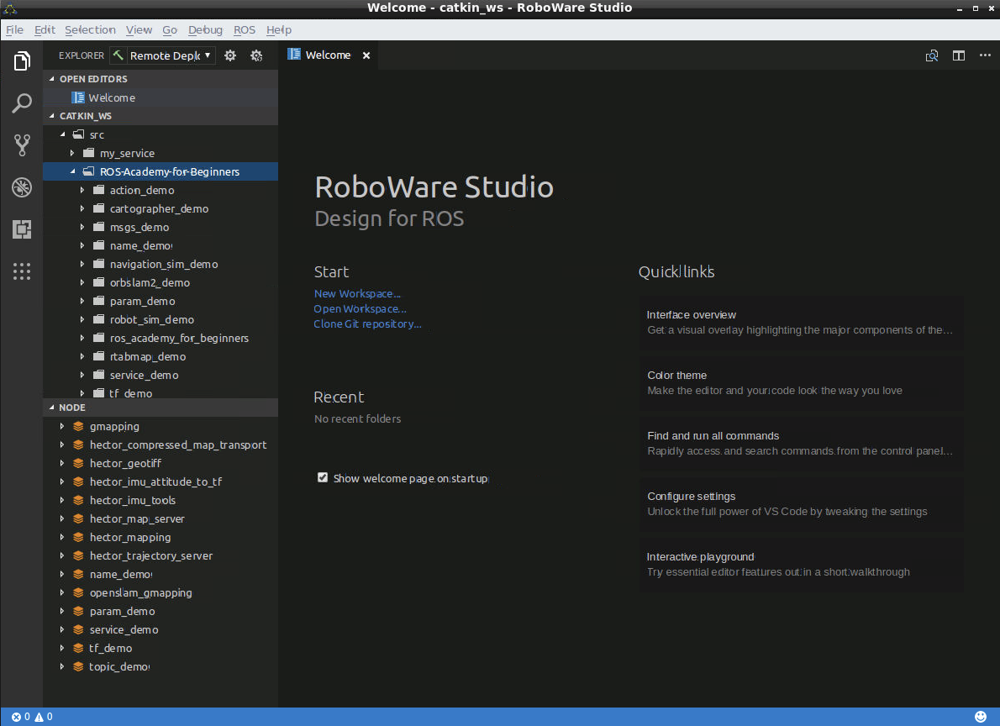 Welcome - catkin_ws - RoboWare Studio
File Edit Selection View Go Debug ROS Help
EXPLORER
Remote Deplo
Welcome
OPEN EDITORS
Welcome
CATKIN_WS
src
my_service
ROS-Academy-for-Beginners
action_demo
cartographer_demo
msgs_demo
name_demo
navigation_sim_demo
orbslam2_demo
param_demo
robot_sim_demo
ros_academy_for_beginners
rtabmap_demo
service_demo
tf_demo
NODE
gmapping
hector_compressed_map_transport
hector_geotiff
hector_imu_attitude_to_tf
hector_imu_tools
hector_map_server
hector_mapping
hector_trajectory_server
name_demo
openslam_gmapping
param_demo
service_demo
tf_demo
topic_demo
RoboWare Studio
Design for ROS
Start
New Workspace...
Open Workspace...
Clone Git repository...
Recent
No recent folders
Show welcome page on startup
Quick links
Interface overview
Get a visual overlay highlighting the major components of the...
Color theme
Make the editor and your code look the way you love
Find and run all commands
Rapidly access and search commands from the control panel...
Configure settings
Unlock the full power of VS Code by tweaking the settings
Interactive playground
Try essential editor features out in a short walkthrough
0 0